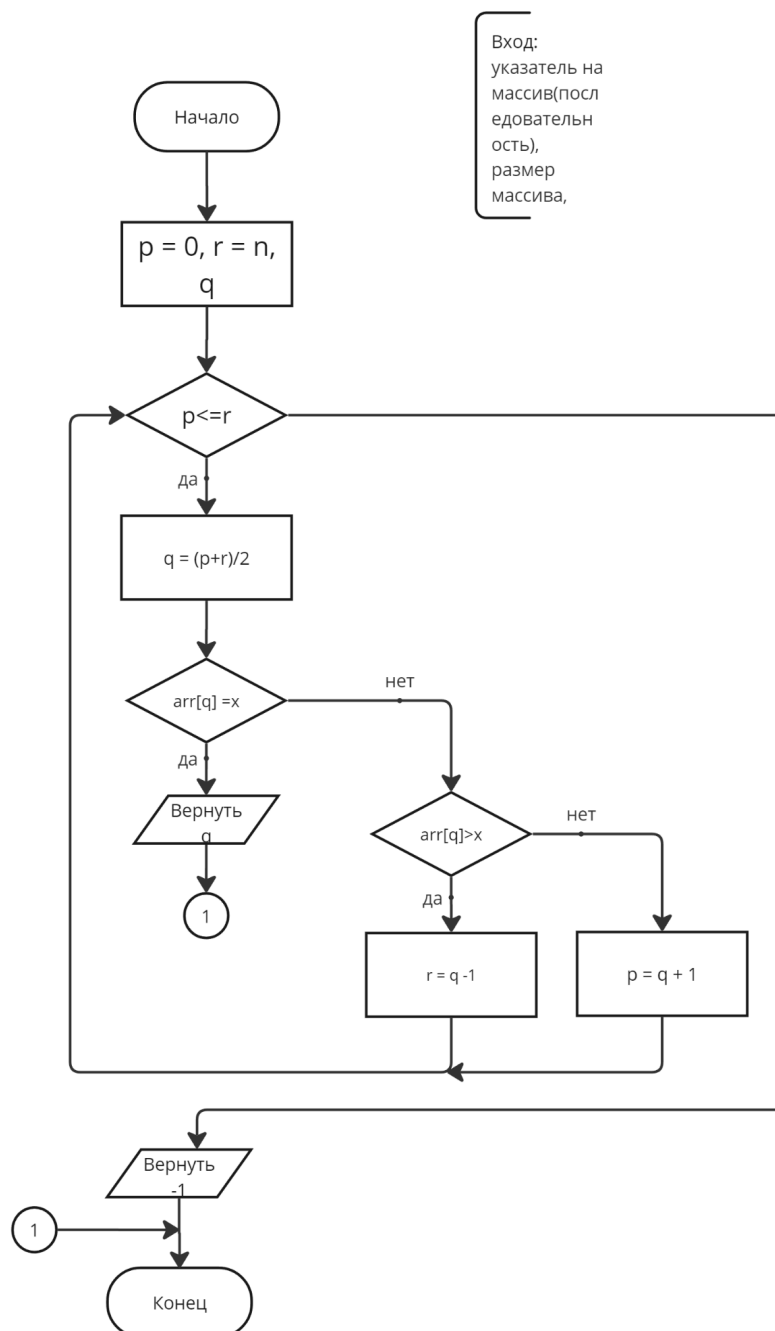 Вход:
указатель на
массив(посл
едовательн
ость),
размер
массива,
Начало
p = 0, r = n,
q
p<=r
да
q = (p+r)/2
arr[q] =x
нет
да
Вернуть
q
1
arr[q]>x
нет
да
r = q -1
p = q + 1
Вернуть
-1
1
Конец